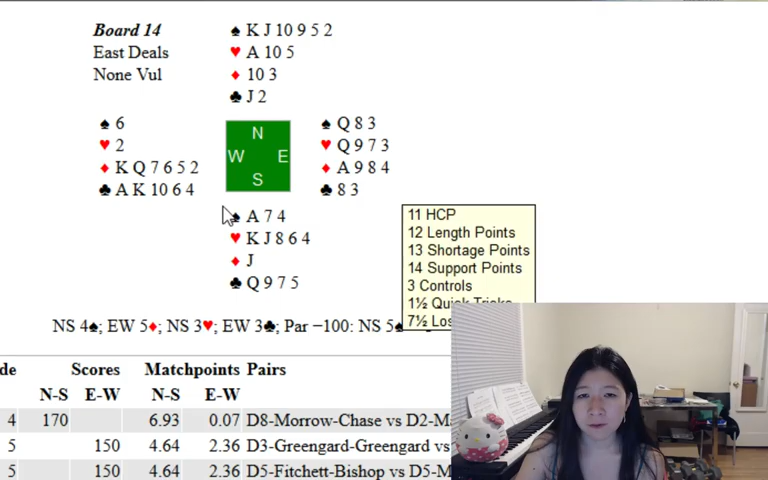 Board 14
East Deals
None Vul
♠ K J 10 9 5 2
♥ A 10 5
♦ 10 3
♣ J 2
♠ 6
♥ 2
♦ K Q 7 6 5 2
♣ A K 10 6 4
N
W E
S
♠ Q 8 3
♥ Q 9 7 3
♦ A 9 8 4
♣ 8 3
♠ A 7 4
♥ K J 8 6 4
♦ J
♣ Q 9 7 5
11 HCP
12 Length Points
13 Shortage Points
14 Support Points
3 Controls
1½ Quick Tricks
7½
NS 4♠; EW 5♦; NS 3♥; EW 3♣; Par −100: NS 5♠
Scores Matchpoints Pairs
N-S E-W N-S E-W
4 170 6.93 0.07 D8-Morrow-Chase vs
5 150 4.64 2.36 D3-Greengard-Greengard vs
5 150 4.64 2.36 D5-Fitchett-Bishop vs